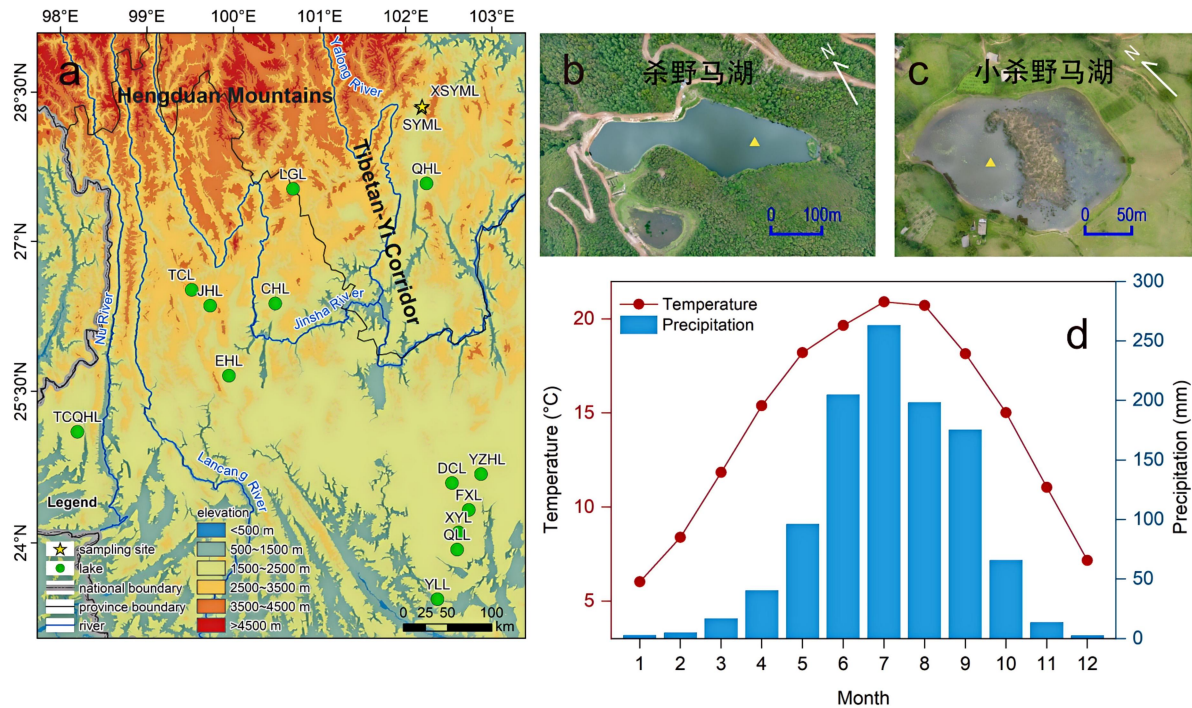 98°E 99°E 100°E 101°E 102°E 103°E
28°30'N
27°N
25°30'N
24°N
a
Hengduan Mountains
Yalong River
XSYML
SYML
QHL
LGL
Tibetan-Yi Corridor
TCL
JHL
CHL
Jinsha River
Nu River
EHL
TCQHL
Lancang River
YZHL
DCL
FXL
XYL
QLL
YLL
Legend
sampling site
lake
national boundary
province boundary
river
elevation
<500 m
500~1500 m
1500~2500 m
2500~3500 m
3500~4500 m
>4500 m
0 25 50 100
km
b
杀野马湖
N
0 100m
c
小杀野马湖
N
0 50m
d
Temperature
Precipitation
Temperature (°C)
20
15
10
5
Precipitation (mm)
300
250
200
150
100
50
0
1 2 3 4 5 6 7 8 9 10 11 12
Month